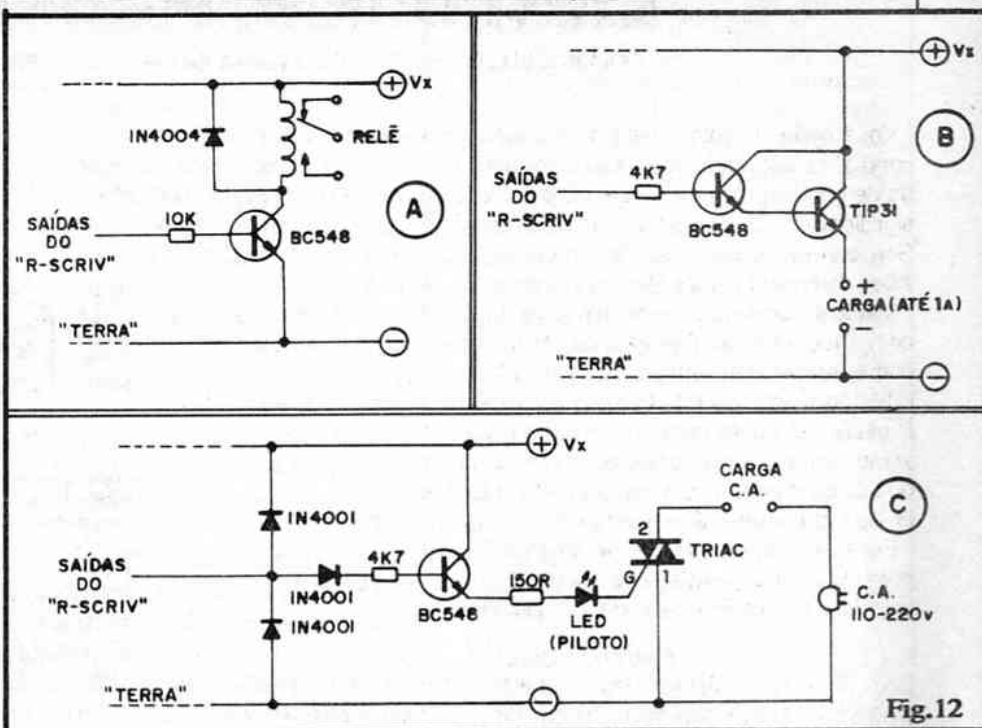 + Vx
1N4004
RELÊ
A
SAÍDAS
DO
"R-SCRIV"
10K
BC548
"TERRA"
−
+ Vx
B
SAÍDAS
DO
"R-SCRIV"
4K7
BC548
TIP31
+
CARGA (ATÉ 1A)
−
"TERRA"
−
+ Vx
CARGA
C.A.
C
1N4001
2
TRIAC
SAÍDAS
DO
"R-SCRIV"
4K7
1N4001
BC548
150R
G
1
LED
(PILOTO)
C.A.
110-220v
1N4001
"TERRA"
−
Fig.12